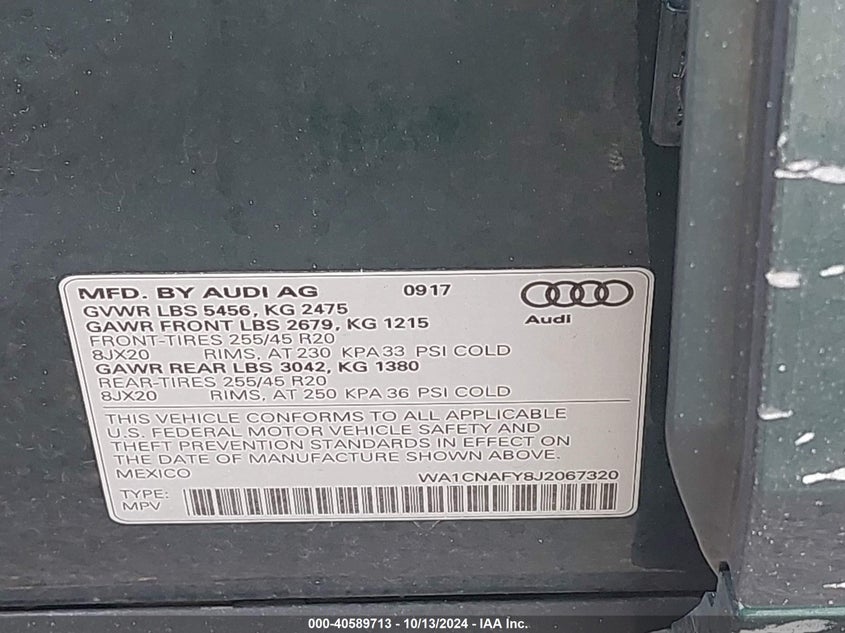 MFD. BY AUDI AG 0917
GVWR LBS 5456, KG 2475
GAWR FRONT LBS 2679, KG 1215
FRONT-TIRES 255/45 R20
8JX20 RIMS, AT 230 KPA 33 PSI COLD
GAWR REAR LBS 3042, KG 1380
REAR-TIRES 255/45 R20
8JX20 RIMS, AT 250 KPA 36 PSI COLD
Audi
THIS VEHICLE CONFORMS TO ALL APPLICABLE
U.S. FEDERAL MOTOR VEHICLE SAFETY AND
THEFT PREVENTION STANDARDS IN EFFECT ON
THE DATE OF MANUFACTURE SHOWN ABOVE.
MEXICO WA1CNAFY8J2067320
TYPE:
MPV
000-40589713 - 10/13/2024 - IAA Inc.